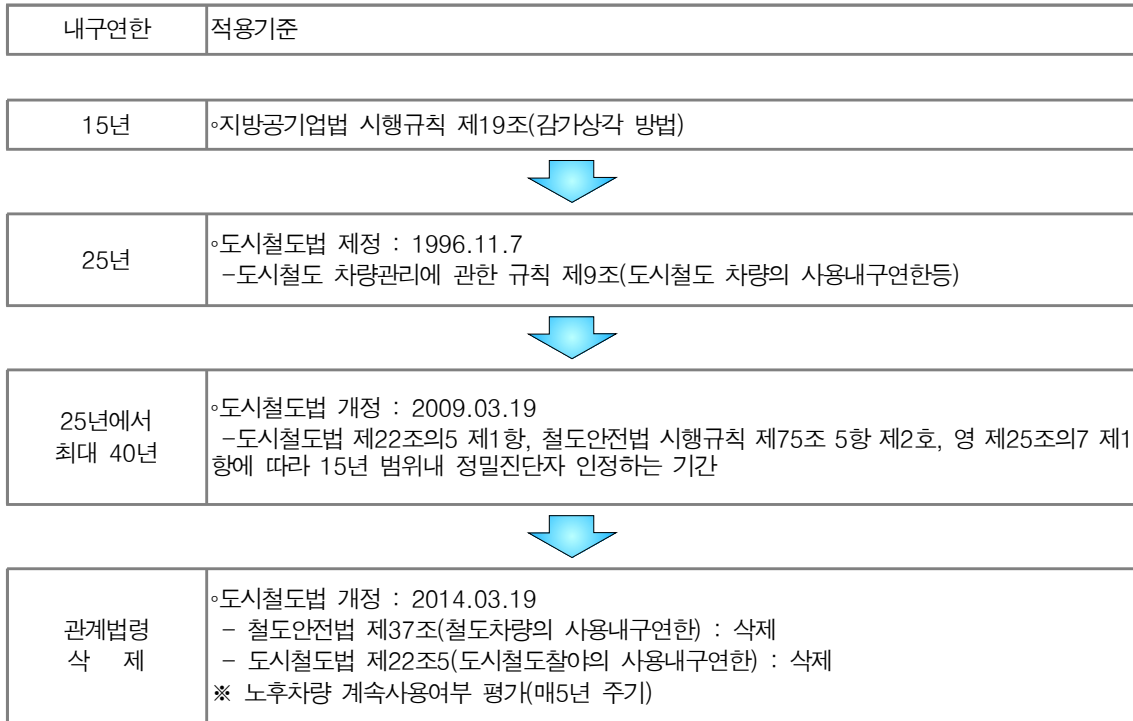 내구연한 적용기준
15년 ◦지방공기업법 시행규칙 제19조(감가상각 방법)
25년
◦도시철도법 제정 : 1996.11.7
-도시철도 차량관리에 관한 규칙 제9조(도시철도 차량의 사용내구연한등)
25년에서
최대 40년
◦도시철도법 개정 : 2009.03.19
-도시철도법 제22조의5 제1항, 철도안전법 시행규칙 제75조 5항 제2호, 영 제25조의7 제1
항에 따라 15년 범위내 정밀진단자 인정하는 기간
관계법령
삭 제
◦도시철도법 개정 : 2014.03.19
- 철도안전법 제37조(철도차량의 사용내구연한) : 삭제
- 도시철도법 제22조5(도시철도찰야의 사용내구연한) : 삭제
※ 노후차량 계속사용여부 평가(매5년 주기)